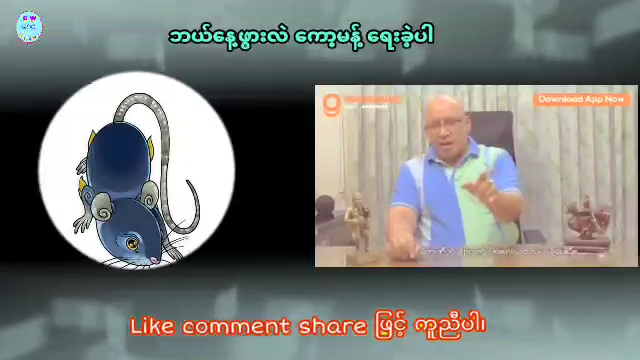 ဘယ်နေ့ဖွားလဲ ကော့မန့် ရေးခဲ့ပါ
Download App Now
Like comment share ဖြင့် ကူညီပါ၊